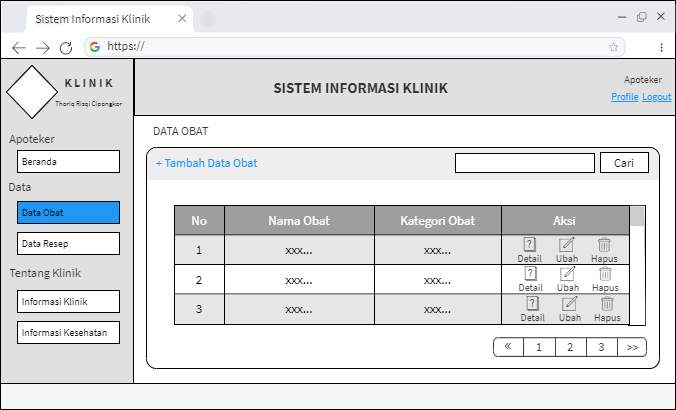 Sistem Informasi Klinik
https://
KLINIK
Thoriq Rizqi Cipongkor
SISTEM INFORMASI KLINIK
Apoteker
Profile Logout
Apoteker
Beranda
Data
Data Obat
Data Resep
Tentang Klinik
Informasi Klinik
Informasi Kesehatan
DATA OBAT
+ Tambah Data Obat
Cari
No Nama Obat Kategori Obat Aksi
1 xxx... xxx... Detail Ubah Hapus
2 xxx... xxx... Detail Ubah Hapus
3 xxx... xxx... Detail Ubah Hapus
« 1 2 3 >>